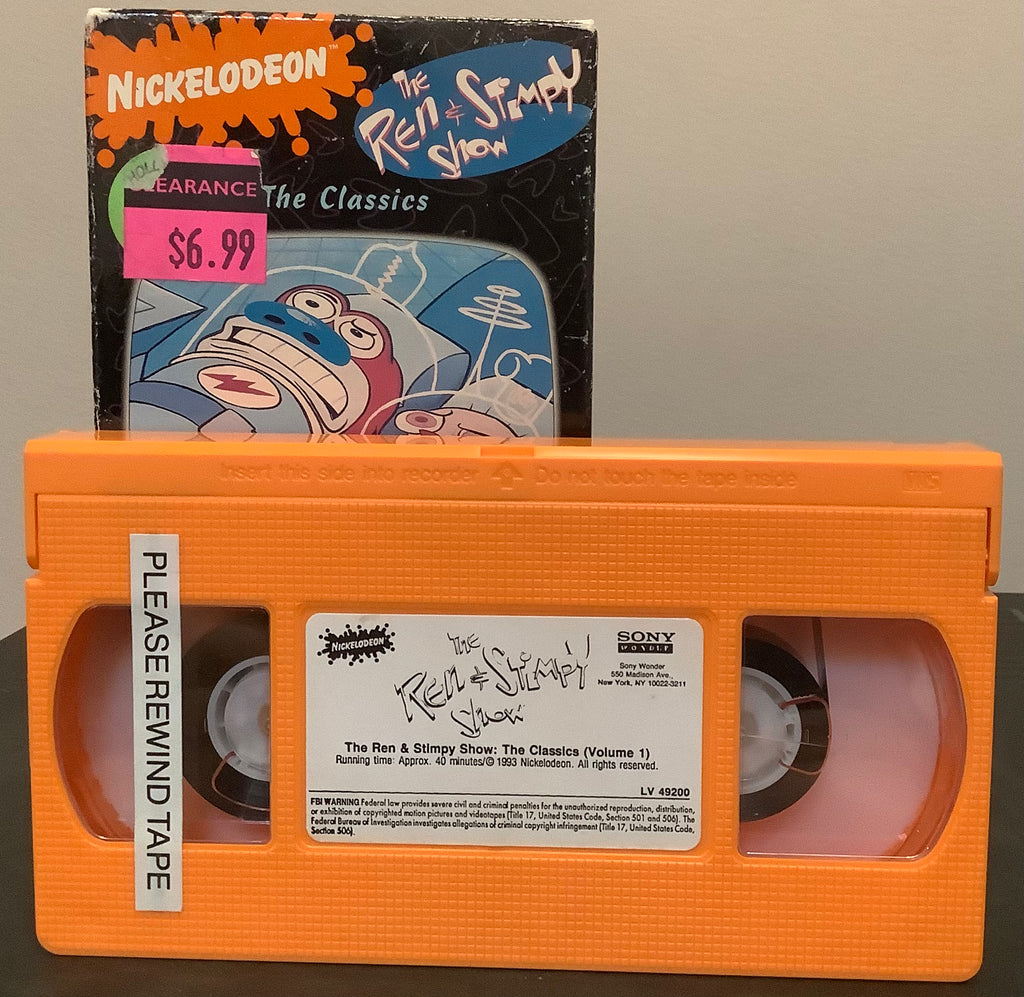 NICKELODEON™
THE
REN & STIMPY
SHOW
HOLL
CLEARANCE
The Classics
$6.99
Insert this side into recorder
Do not touch the tape inside
VHS
PLEASE REWIND TAPE
NICKELODEON
THE
REN & STIMPY
SHOW
SONY
WONDER
Sony Wonder
550 Madison Ave.,
New York, NY 10022-3211
The Ren & Stimpy Show: The Classics (Volume 1)
Running time: Approx. 40 minutes/© 1993 Nickelodeon. All rights reserved.
LV 49200
FBI WARNING Federal law provides severe civil and criminal penalties for the unauthorized reproduction, distribution,
or exhibition of copyrighted motion pictures and videotapes (Title 17, United States Code, Section 501 and 506). The
Federal Bureau of Investigation investigates allegations of criminal copyright infringement (Title 17, United States Code,
Section 506).